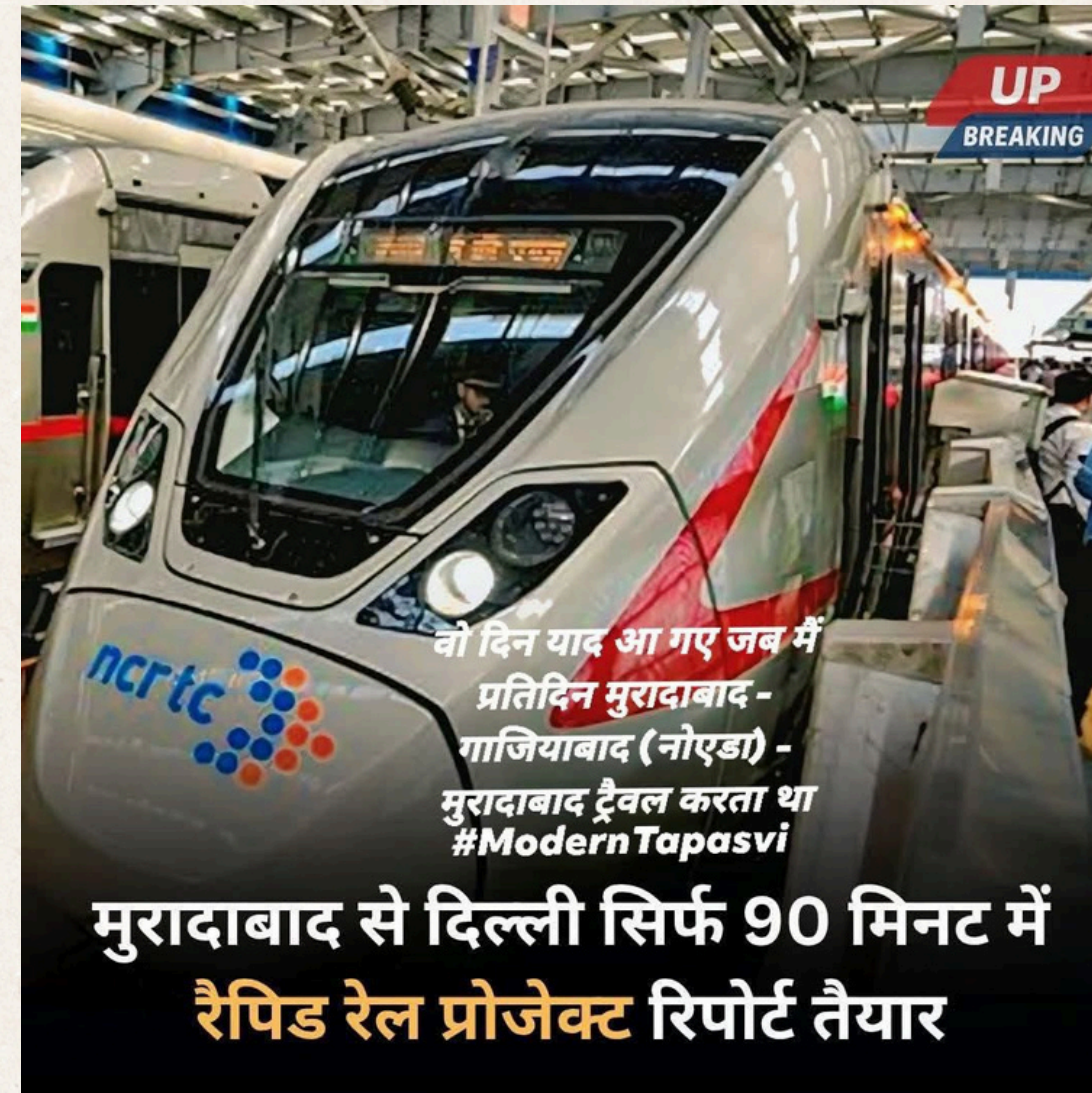 UP
BREAKING
ncrtc
वो दिन याद आ गए जब मैं
प्रतिदिन मुरादाबाद -
गाजियाबाद (नोएडा) -
मुरादाबाद ट्रैवल करता था
#ModernTapasvi
मुरादाबाद से दिल्ली सिर्फ 90 मिनट में
रैपिड रेल प्रोजेक्ट रिपोर्ट तैयार